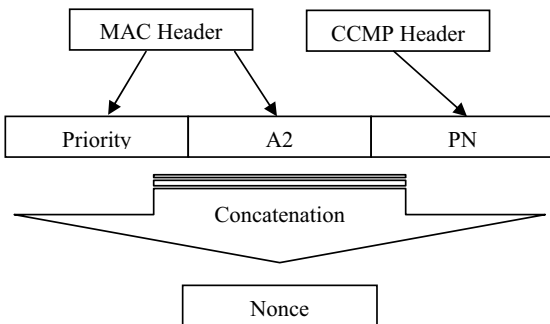 MAC Header
CCMP Header
Priority
A2
PN
Concatenation
Nonce